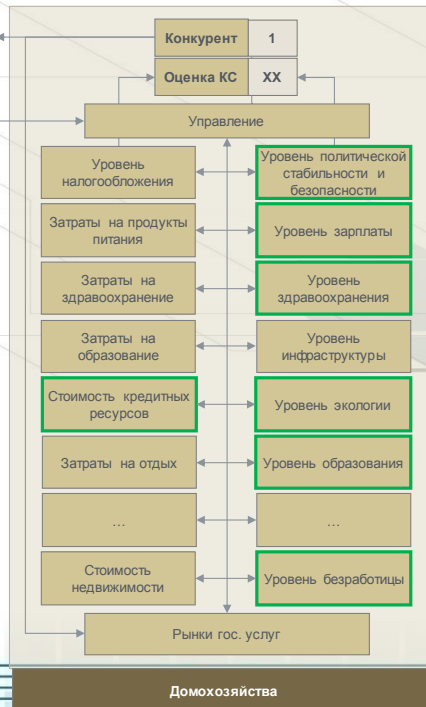 Конкурент 1
Оценка КС XX
Управление
Уровень
налогообложения
Уровень политической
стабильности и
безопасности
Затраты на продукты
питания
Уровень зарплаты
Затраты на
здравоохранение
Уровень
здравоохранения
Затраты на
образование
Уровень
инфраструктуры
Стоимость кредитных
ресурсов
Уровень экологии
Затраты на отдых
Уровень образования
...
...
Стоимость
недвижимости
Уровень безработицы
Рынки гос. услуг
Домохозяйства